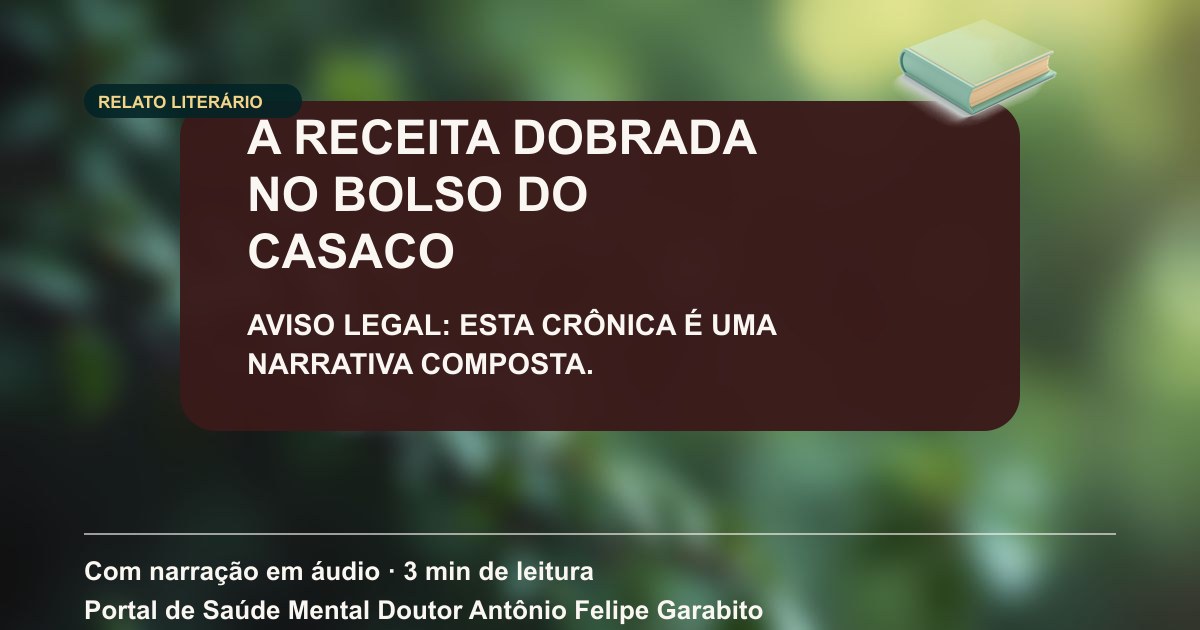 RELATO LITERÁRIO
A RECEITA DOBRADA
NO BOLSO DO
CASACO
AVISO LEGAL: ESTA CRÔNICA É UMA
NARRATIVA COMPOSTA.
Com narração em áudio · 3 min de leitura
Portal de Saúde Mental Doutor Antônio Felipe Garabito